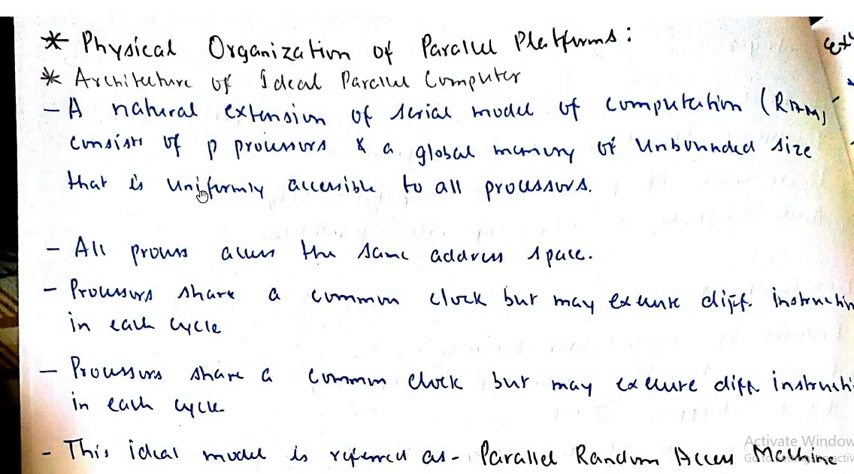 * Physical Organization of Parallel Platforms:
* Architecture of Ideal Parallel Computer
- A natural extension of serial model of computation (RAM)
consists of p processors & a global memory of unbounded size
that is uniformly accessible to all processors.
- All process access the same address space.
- Processors share a common clock but may execute diff. instruction
in each cycle
- Processors share a common clock but may execute diff. instructi
in each cycle.
- This ideal model is referred as - Parallel Random Access Machine
Activate Window